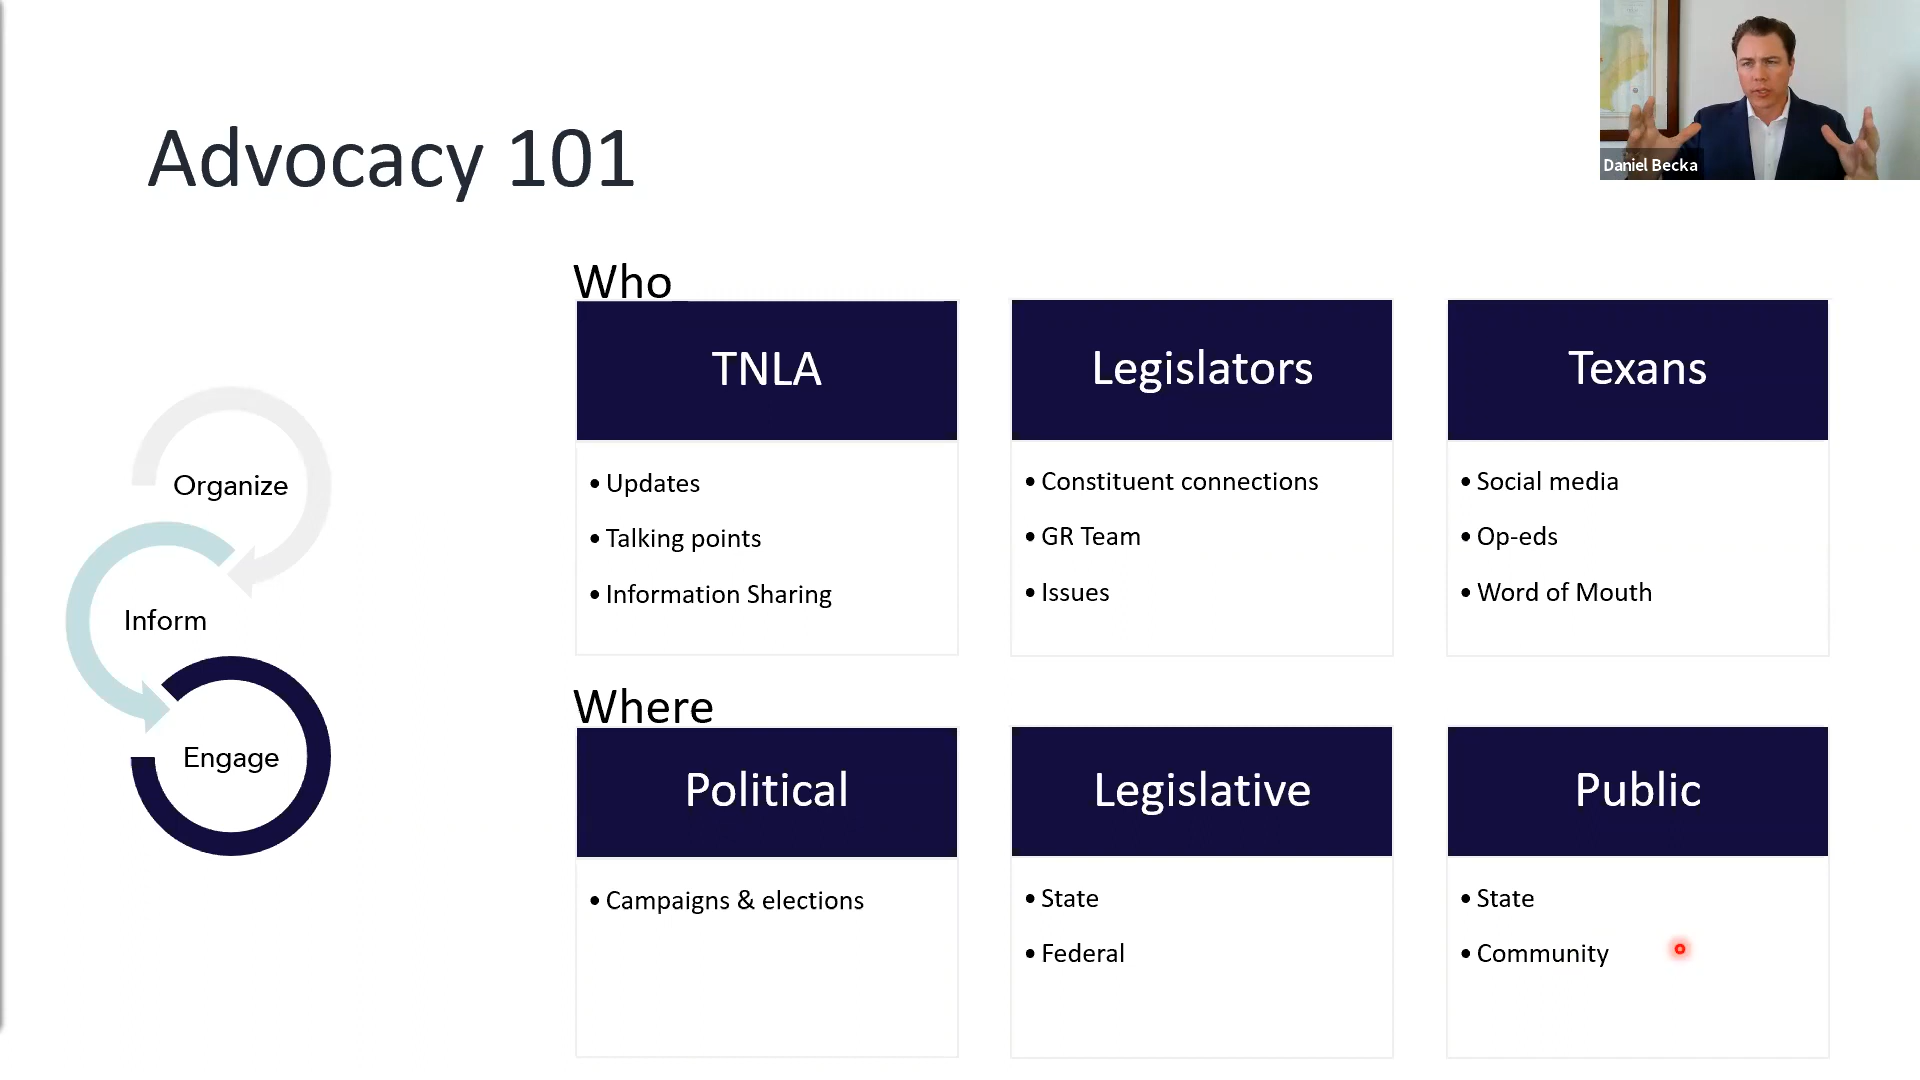 Advocacy 101
Daniel Becka
Organize
Inform
Engage
Who
TNLA
• Updates
• Talking points
• Information Sharing
Legislators
• Constituent connections
• GR Team
• Issues
Texans
• Social media
• Op-eds
• Word of Mouth
Where
Political
• Campaigns & elections
Legislative
• State
• Federal
Public
• State
• Community